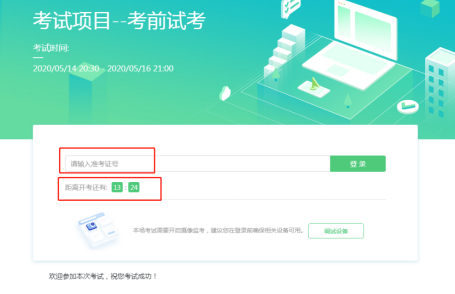 考试项目--考前试考
考试时间:
2020/05/14 20:30 - 2020/05/16 21:00
请输入准考证号
登录
距离开考还有: 13 : 24
本场考试需要开启摄像监考，建议您在登录前确保相关设备可用。
调试设备
欢迎参加本次考试，祝您考试成功！